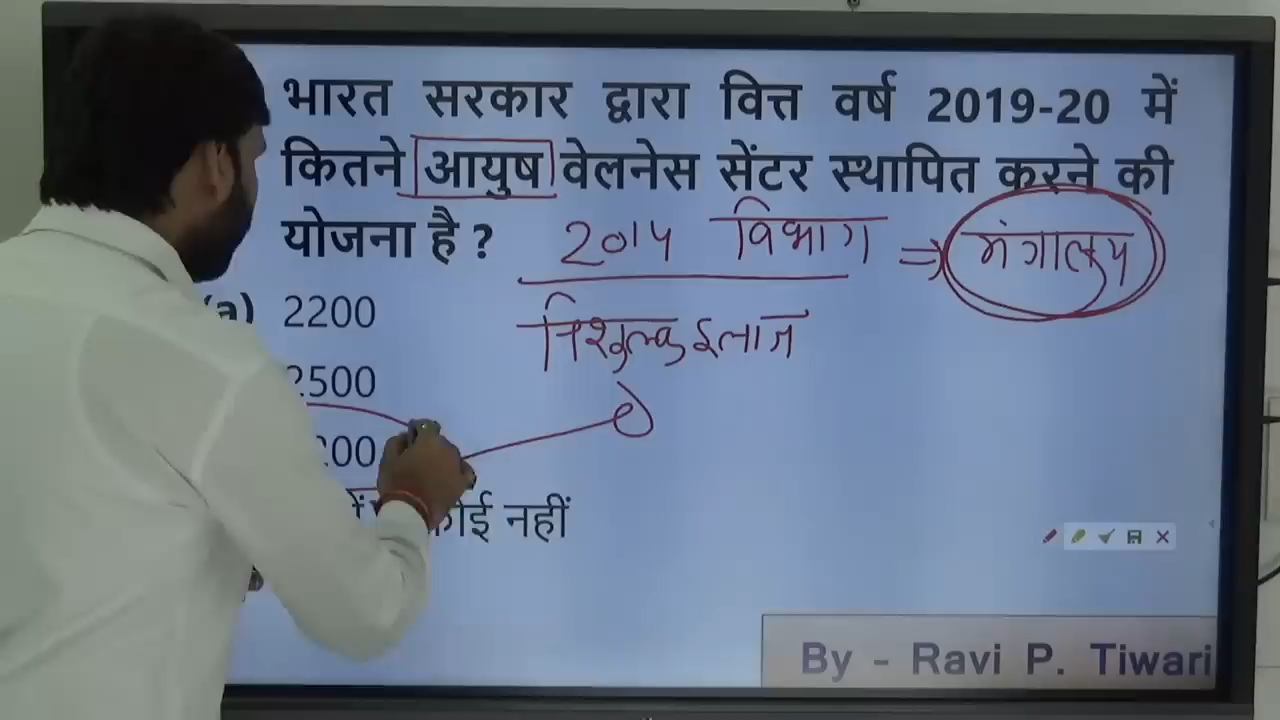 भारत सरकार द्वारा वित्त वर्ष 2019-20 में
कितने आयुष वेलनेस सेंटर स्थापित करने की
योजना है ? 2014 विभाग ⇒ मंत्रालय
(a) 2200
निशुल्क इलाज
2500
200
कोई नहीं
By - Ravi P. Tiwari